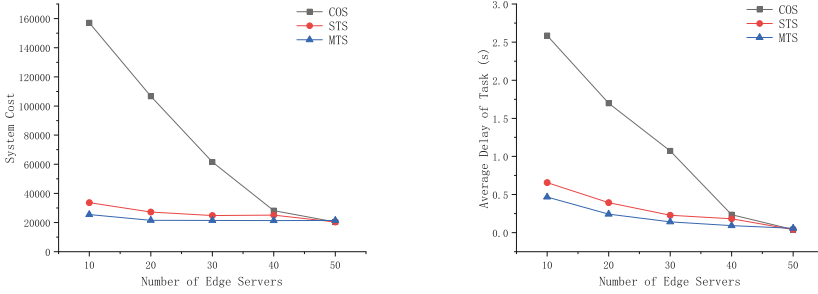 COS
STS
MTS
160000
140000
120000
100000
80000
60000
40000
20000
0
System Cost
10 20 30 40 50
Number of Edge Servers
COS
STS
MTS
3.0
2.5
2.0
1.5
1.0
0.5
0.0
Average Delay of Task (s)
10 20 30 40 50
Number of Edge Servers